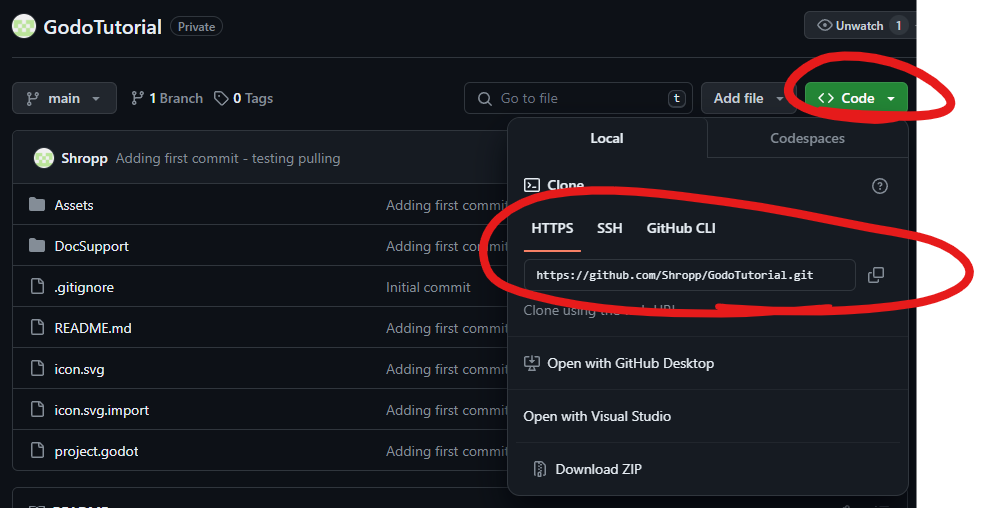 GodoTutorial Private
Unwatch 1
main
1 Branch
0 Tags
Go to file t
Add file
Code
Shropp Adding first commit - testing pulling
Local Codespaces
Clone
HTTPS SSH GitHub CLI
https://github.com/Shropp/GodoTutorial.git
Clone using the web URL.
Open with GitHub Desktop
Open with Visual Studio
Download ZIP
Assets Adding first commit
DocSupport Adding first commit
.gitignore Initial commit
README.md Adding first commit
icon.svg Adding first commit
icon.svg.import Adding first commit
project.godot Adding first commit
README